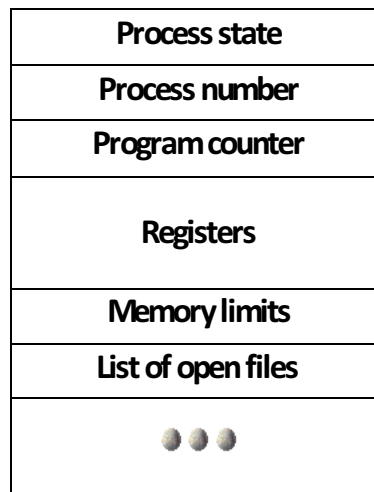 Process state
Process number
Program counter
Registers
Memory limits
List of open files